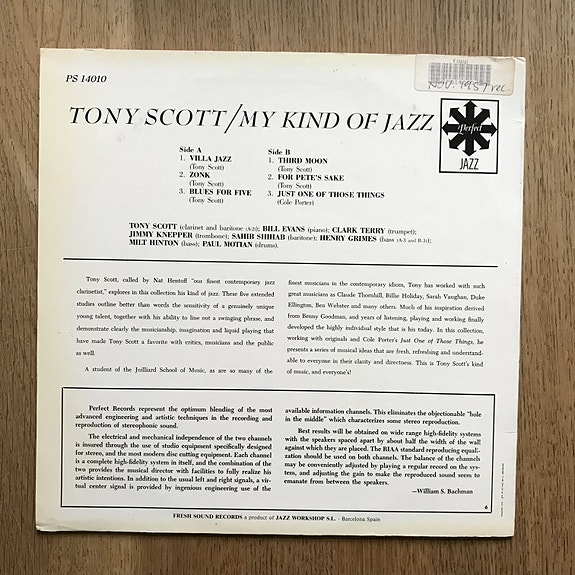 PS 14010
NOV. 1957 rec
TONY SCOTT/MY KIND OF JAZZ
Perfect
JAZZ
Side A
1. VILLA JAZZ
(Tony Scott)
2. ZONK
(Tony Scott)
3. BLUES FOR FIVE
(Tony Scott)
Side B
1. THIRD MOON
(Tony Scott)
2. FOR PETE'S SAKE
(Tony Scott)
3. JUST ONE OF THOSE THINGS
(Cole Porter)
TONY SCOTT (clarinet and baritone (A-2)); BILL EVANS (piano); CLARK TERRY (trumpet);
JIMMY KNEPPER (trombone); SAHIB SHIHAB (baritone); HENRY GRIMES (bass (A-3 and B-3));
MILT HINTON (bass); PAUL MOTIAN (drums).
Tony Scott, called by Nat Hentoff "our finest contemporary jazz
clarinetist," explores in this collection his kind of jazz. These five extended
studies outline better than words the sensitivity of a genuinely unique
young talent, together with his ability to line out a swinging phrase, and
demonstrate clearly the musicianship, imagination and liquid playing that
have made Tony Scott a favorite with critics, musicians and the public
as well.
A student of the Juilliard School of Music, as are so many of the
finest musicians in the contemporary idioms, Tony has worked with such
great musicians as Claude Thornhill, Billie Holiday, Sarah Vaughan, Duke
Ellington, Ben Webster and many others. Much of his inspiration derived
from Benny Goodman, and years of listening, playing and working finally
developed the highly individual style that is his today. In this collection,
working with originals and Cole Porter's Just One of Those Things, he
presents a series of musical ideas that are fresh, refreshing and understand-
able to everyone in their clarity and directness. This is Tony Scott's kind
of music, and everyone's!
Perfect Records represent the optimum blending of the most
advanced engineering and artistic techniques in the recording and
reproduction of stereophonic sound.
The electrical and mechanical independence of the two channels
is insured through the use of studio equipment specifically designed
for stereo, and the most modern disc cutting equipment. Each channel
is a complete high-fidelity system in itself, and the combination of the
two provides the musical director with facilities to fully realize his
artistic intentions. In addition to the usual left and right signals, a vir-
tual center signal is provided by ingenious engineering use of the
available information channels. This eliminates the objectionable "hole
in the middle" which characterizes some stereo reproduction.
Best results will be obtained on wide range high-fidelity systems
with the speakers spaced apart by about half the width of the wall
against which they are placed. The RIAA standard reproducing equali-
zation should be used on both channels. The balance of the channels
may be conveniently adjusted by playing a regular record on the sys-
tem, and adjusting the gain to make the reproduced sound seem to
emanate from between the speakers.
—William S. Bachman
6
FRESH SOUND RECORDS a product of JAZZ WORKSHOP S.L. - Barcelona Spain